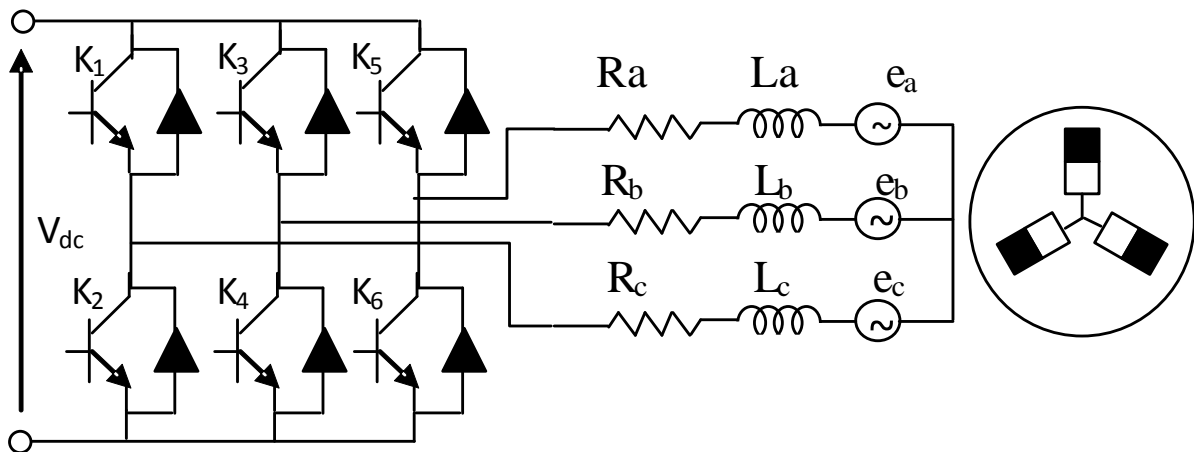 K1 K3 K5
Ra La ea
Rb Lb eb
Vdc
K2 K4 K6
Rc Lc ec